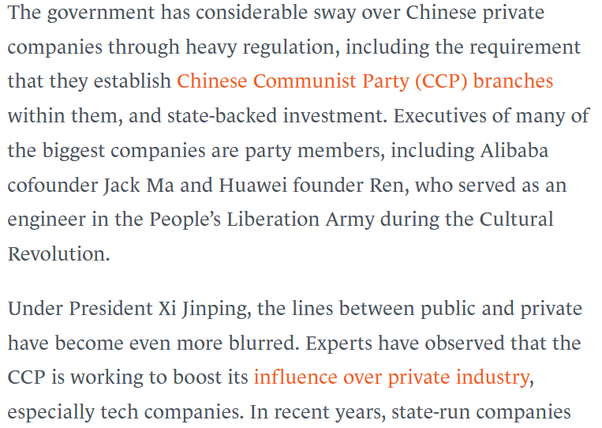 The government has considerable sway over Chinese private
companies through heavy regulation, including the requirement
that they establish Chinese Communist Party (CCP) branches
within them, and state-backed investment. Executives of many of
the biggest companies are party members, including Alibaba
cofounder Jack Ma and Huawei founder Ren, who served as an
engineer in the People’s Liberation Army during the Cultural
Revolution.
Under President Xi Jinping, the lines between public and private
have become even more blurred. Experts have observed that the
CCP is working to boost its influence over private industry,
especially tech companies. In recent years, state-run companies